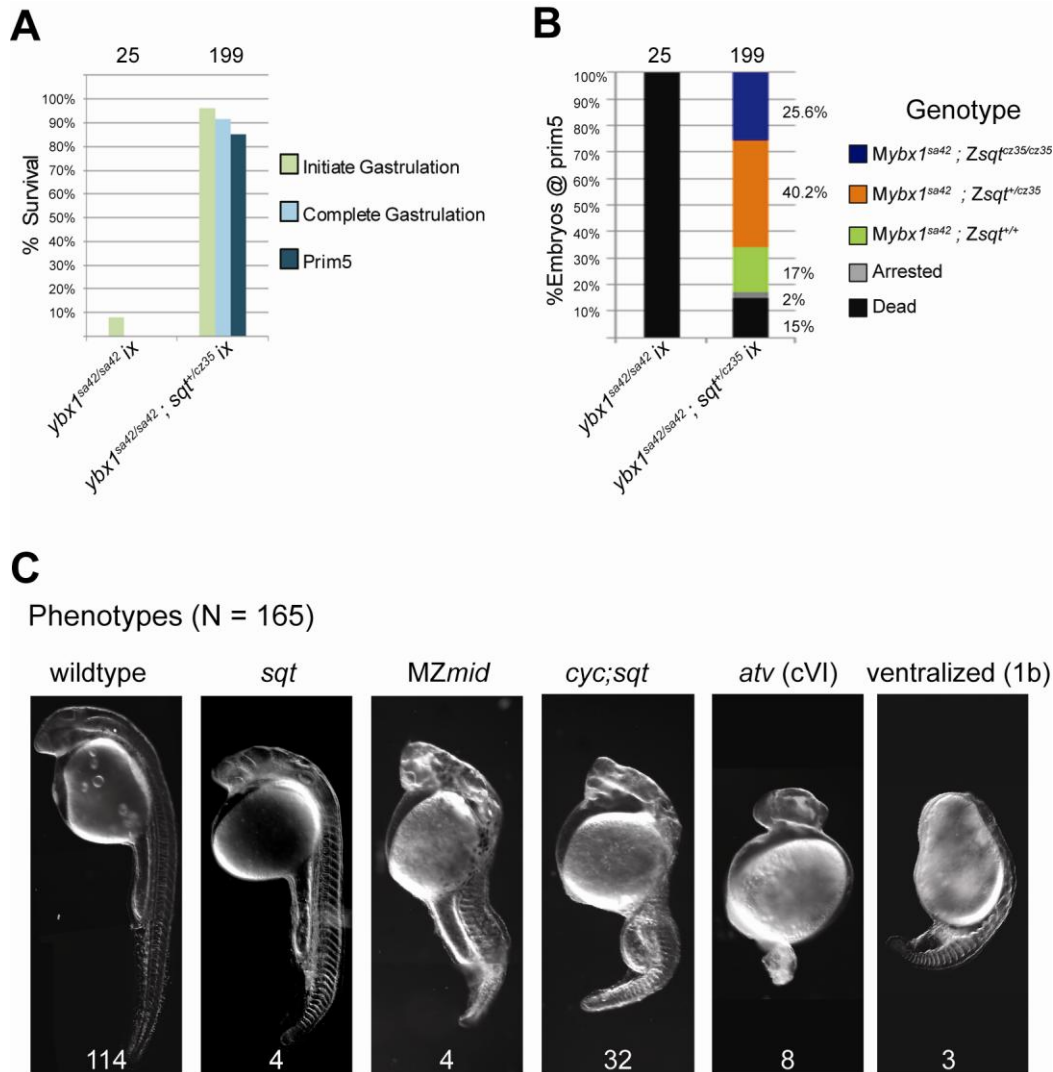 A
25 199
100%
90%
80%
70%
60%
50%
40%
30%
20%
10%
% Survival
Initiate Gastrulation
Complete Gastrulation
Prim5
ybx1sa42/sa42 ix
ybx1sa42/sa42 ; sqt+/cz35 ix
B
25 199
100%
90%
80%
70%
60%
50%
40%
30%
20%
10%
%Embryos @ prim5
25.6%
40.2%
17%
2%
15%
Genotype
Mybx1sa42 ; Zsqtcz35/cz35
Mybx1sa42 ; Zsqt+/cz35
Mybx1sa42 ; Zsqt+/+
Arrested
Dead
ybx1sa42/sa42 ix
ybx1sa42/sa42 ; sqt+/cz35 ix
C
Phenotypes (N = 165)
wildtype sqt MZmid cyc;sqt atv (cVI) ventralized (1b)
114 4 4 32 8 3